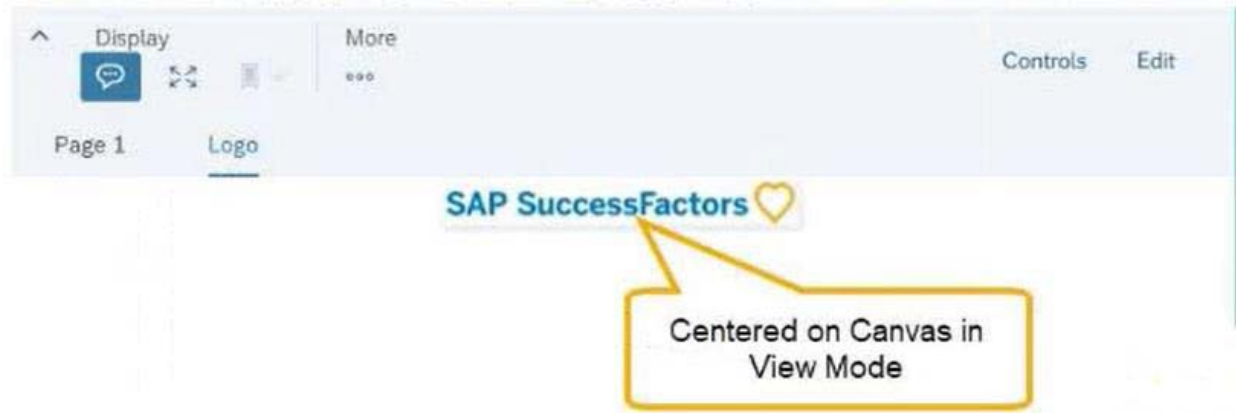 Display
More
Controls
Edit
Page 1
Logo
SAP SuccessFactors
Centered on Canvas in
View Mode